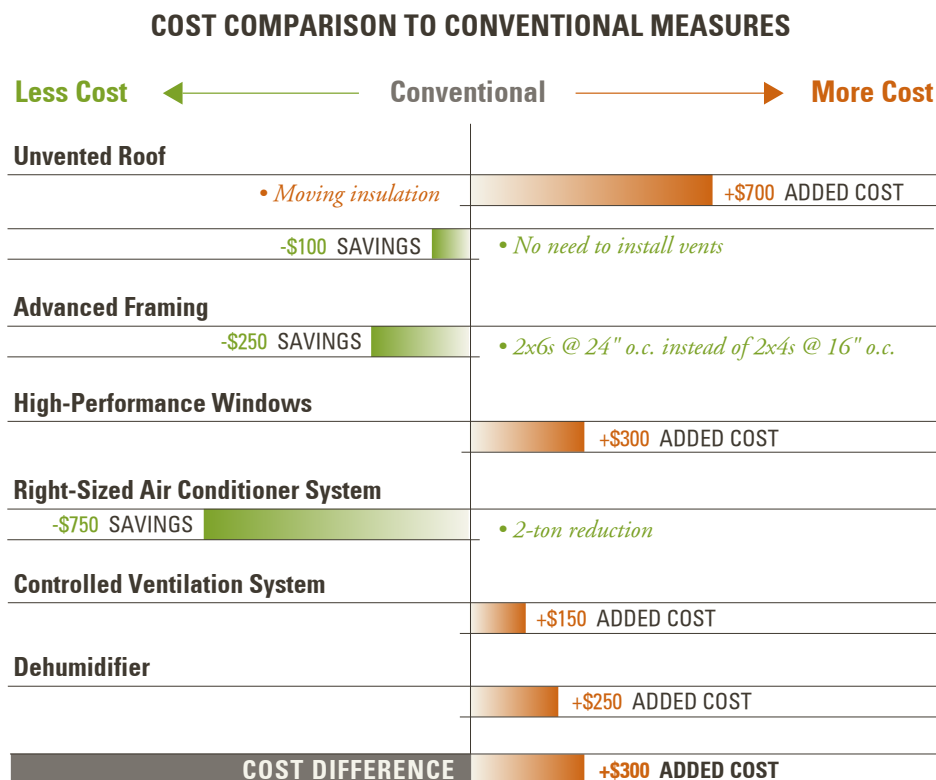 COST COMPARISON TO CONVENTIONAL MEASURES
Less Cost Conventional More Cost
Unvented Roof
• Moving insulation +$700 ADDED COST
-$100 SAVINGS • No need to install vents
Advanced Framing
-$250 SAVINGS • 2x6s @ 24" o.c. instead of 2x4s @ 16" o.c.
High-Performance Windows
+$300 ADDED COST
Right-Sized Air Conditioner System
-$750 SAVINGS • 2-ton reduction
Controlled Ventilation System
+$150 ADDED COST
Dehumidifier
+$250 ADDED COST
COST DIFFERENCE +$300 ADDED COST